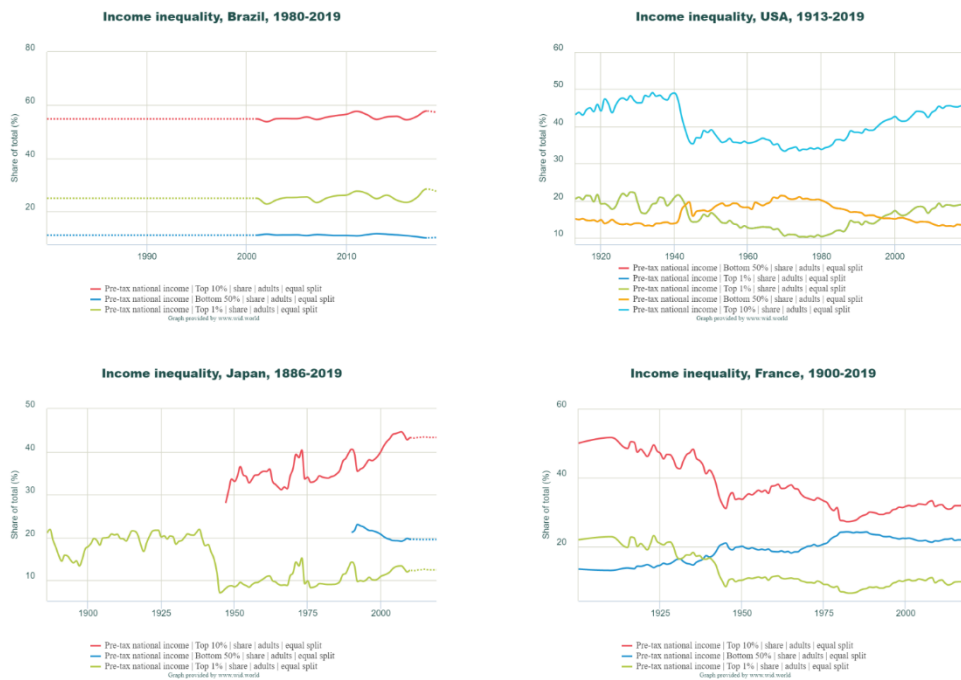 Income inequality, Brazil, 1980-2019
80
60
40
20
Share of total (%)
1990
2000
2010
Pre-tax national income | Top 10% | share | adults | equal split
Pre-tax national income | Bottom 50% | share | adults | equal split
Pre-tax national income | Top 1% | share | adults | equal split
Graph provided by www.wid.world
Income inequality, USA, 1913-2019
60
50
40
30
20
10
Share of total (%)
1920
1940
1960
1980
2000
Pre-tax national income | Bottom 50% | share | adults | equal split
Pre-tax national income | Top 1% | share | adults | equal split
Pre-tax national income | Top 1% | share | adults | equal split
Pre-tax national income | Bottom 50% | share | adults | equal split
Pre-tax national income | Top 10% | share | adults | equal split
Graph provided by www.wid.world
Income inequality, Japan, 1886-2019
50
40
30
20
10
Share of total (%)
1900
1925
1950
1975
2000
Pre-tax national income | Top 10% | share | adults | equal split
Pre-tax national income | Bottom 50% | share | adults | equal split
Pre-tax national income | Top 1% | share | adults | equal split
Graph provided by www.wid.world
Income inequality, France, 1900-2019
60
40
20
Share of total (%)
1925
1950
1975
2000
Pre-tax national income | Top 10% | share | adults | equal split
Pre-tax national income | Bottom 50% | share | adults | equal split
Pre-tax national income | Top 1% | share | adults | equal split
Graph provided by www.wid.world